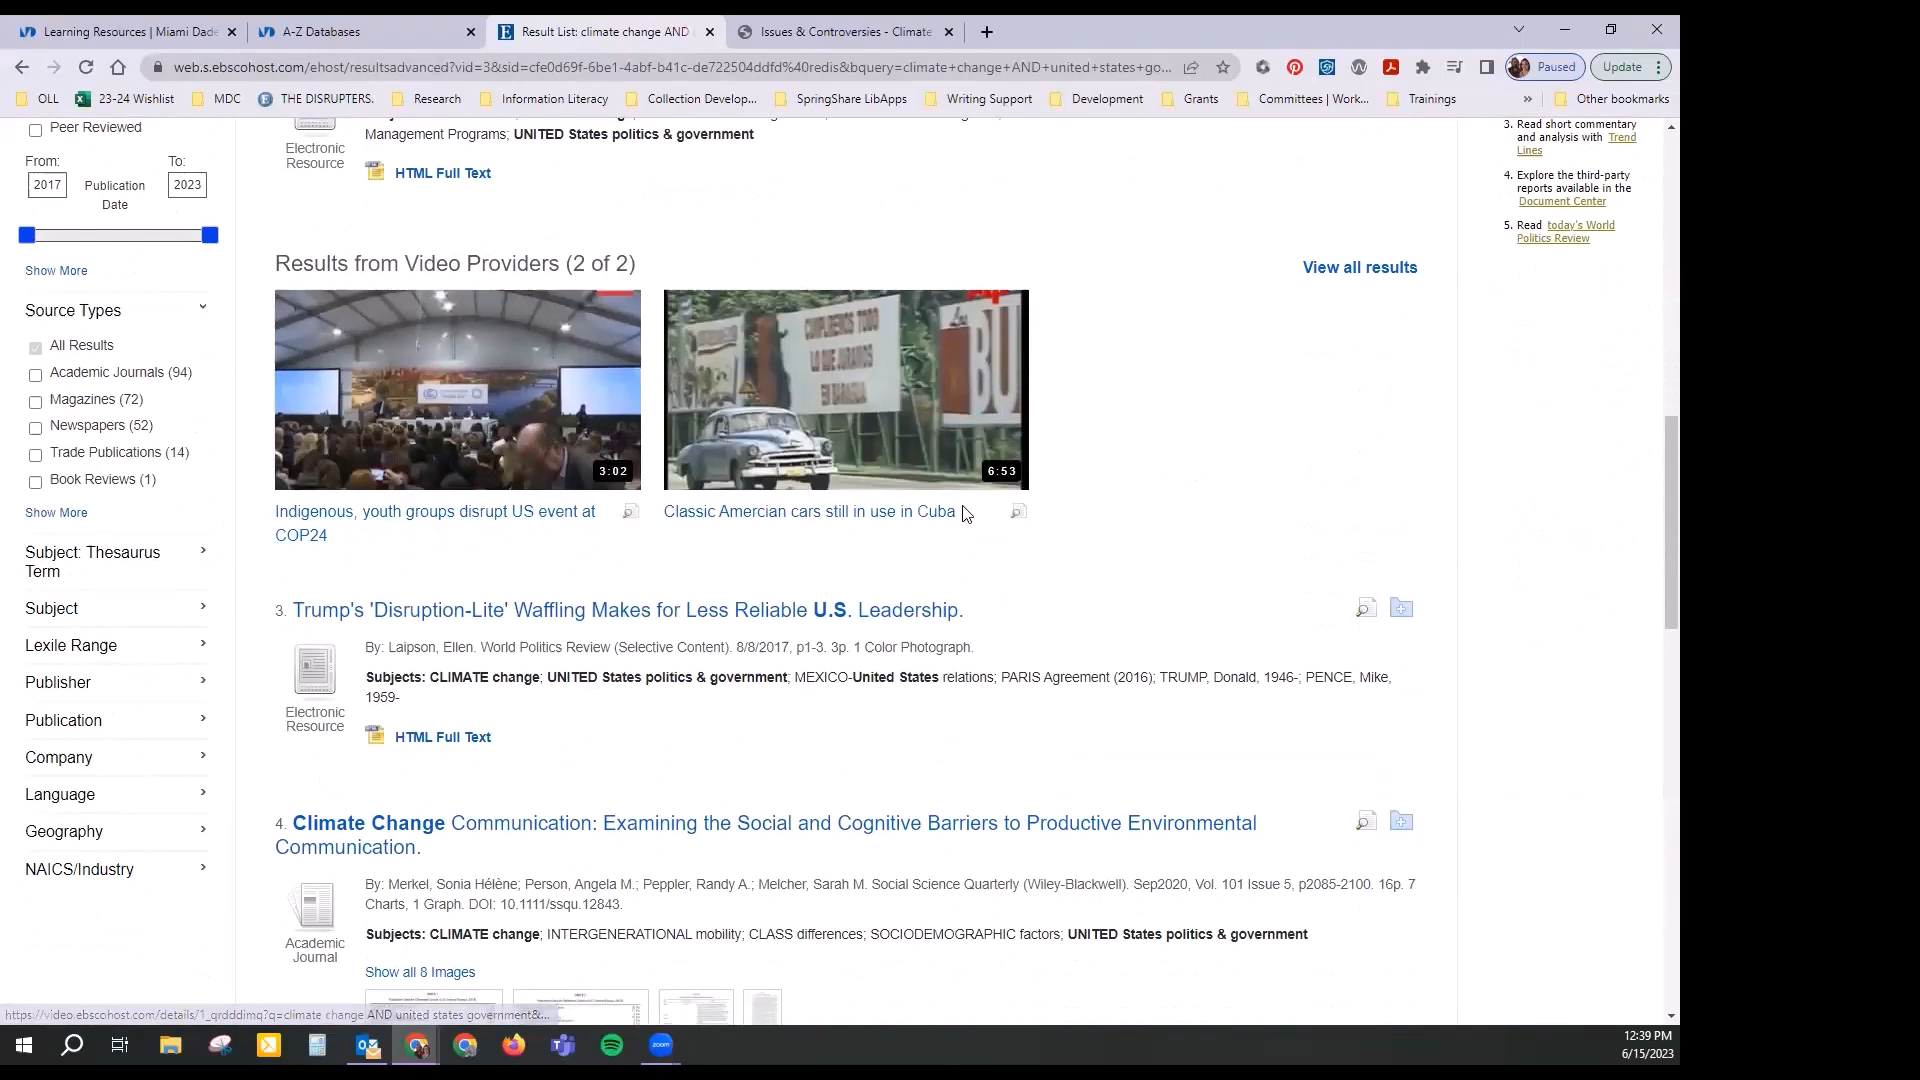 Learning Resources | Miami Dade
A-Z Databases
Result List: climate change AND
Issues & Controversies - Climate
web.s.ebscohost.com/ehost/resultsadvanced?vid=3&sid=cfe0d69f-6be1-4abf-b41c-de722504ddfd%40redis&bquery=climate+change+AND+united+states+go...
Paused
Update
OLL
23-24 Wishlist
MDC
THE DISRUPTERS.
Research
Information Literacy
Collection Develop...
SpringShare LibApps
Writing Support
Development
Grants
Committees | Work...
Trainings
»
Other bookmarks
Peer Reviewed
From:
To:
2017
Publication
Date
2023
Show More
Source Types
All Results
Academic Journals (94)
Magazines (72)
Newspapers (52)
Trade Publications (14)
Book Reviews (1)
Show More
Subject: Thesaurus
Term
Subject
Lexile Range
Publisher
Publication
Company
Language
Geography
NAICS/Industry
Management Programs; UNITED States politics & government
Electronic
Resource
HTML Full Text
Results from Video Providers (2 of 2)
View all results
3:02
CUMPLIREMOS TODO
LO QUE JURAMOS
EN BARAGUA
BU
6:53
Indigenous, youth groups disrupt US event at
COP24
Classic Amercian cars still in use in Cuba
3. Trump's 'Disruption-Lite' Waffling Makes for Less Reliable U.S. Leadership.
By: Laipson, Ellen. World Politics Review (Selective Content). 8/8/2017, p1-3. 3p. 1 Color Photograph.
Subjects: CLIMATE change; UNITED States politics & government; MEXICO-United States relations; PARIS Agreement (2016); TRUMP, Donald, 1946-; PENCE, Mike,
1959-
Electronic
Resource
HTML Full Text
4. Climate Change Communication: Examining the Social and Cognitive Barriers to Productive Environmental
Communication.
By: Merkel, Sonia Hélène; Person, Angela M.; Peppler, Randy A.; Melcher, Sarah M. Social Science Quarterly (Wiley-Blackwell). Sep2020, Vol. 101 Issue 5, p2085-2100. 16p. 7
Charts, 1 Graph. DOI: 10.1111/ssqu.12843.
Subjects: CLIMATE change; INTERGENERATIONAL mobility; CLASS differences; SOCIODEMOGRAPHIC factors; UNITED States politics & government
Academic
Journal
Show all 8 Images
3. Read short commentary
and analysis with Trend
Lines
4. Explore the third-party
reports available in the
Document Center
5. Read today's World
Politics Review
https://video.ebscohost.com/details/1_qrdddimq?q=climate change AND united states government&...
zoom
12:39 PM
6/15/2023